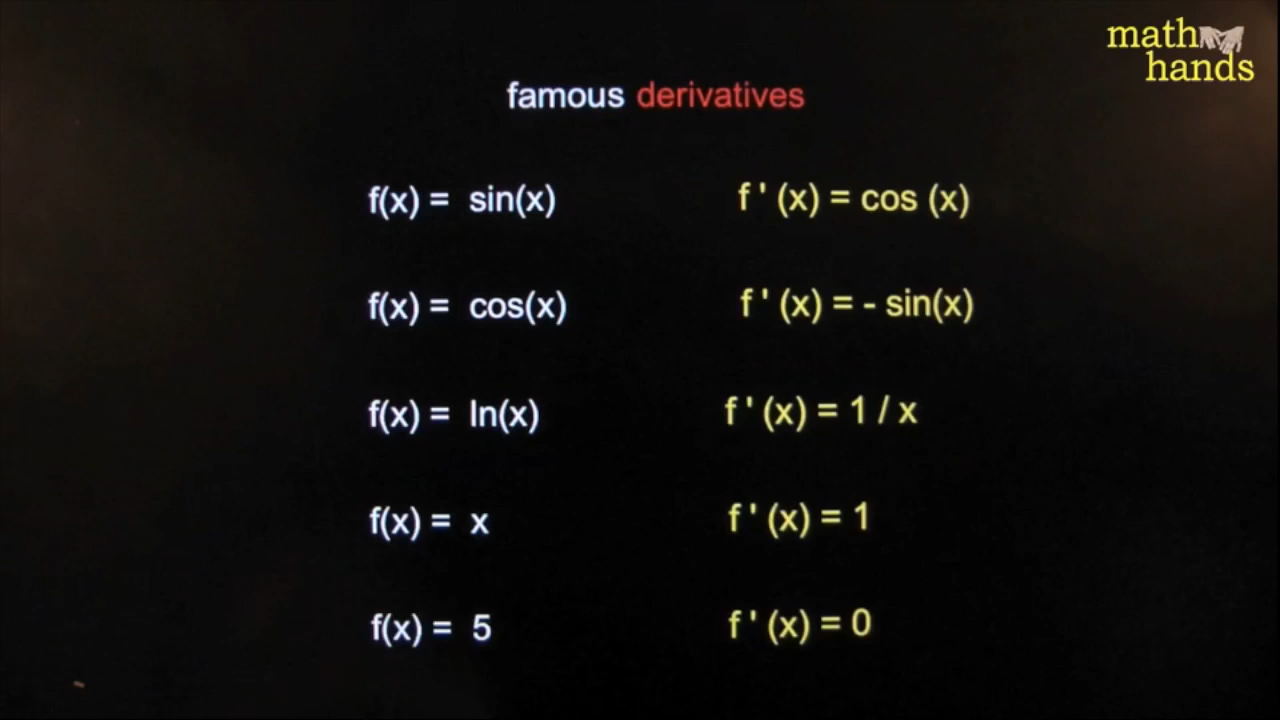 math
hands
famous derivatives
f(x) = sin(x) f ' (x) = cos (x)
f(x) = cos(x) f ' (x) = - sin(x)
f(x) = ln(x) f ' (x) = 1 / x
f(x) = x f ' (x) = 1
f(x) = 5 f ' (x) = 0